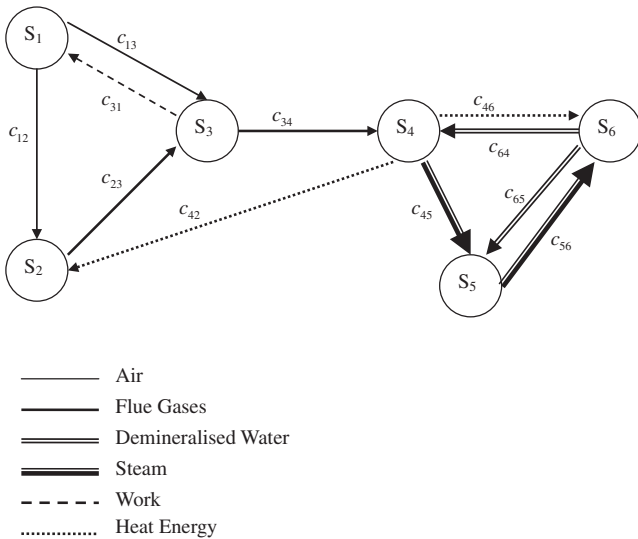 S1
c13
c31
c12
S3
c34
S4
c46
S6
c64
c23
c42
c45
c65
c56
S2
S5
Air
Flue Gases
Demineralised Water
Steam
Work
Heat Energy